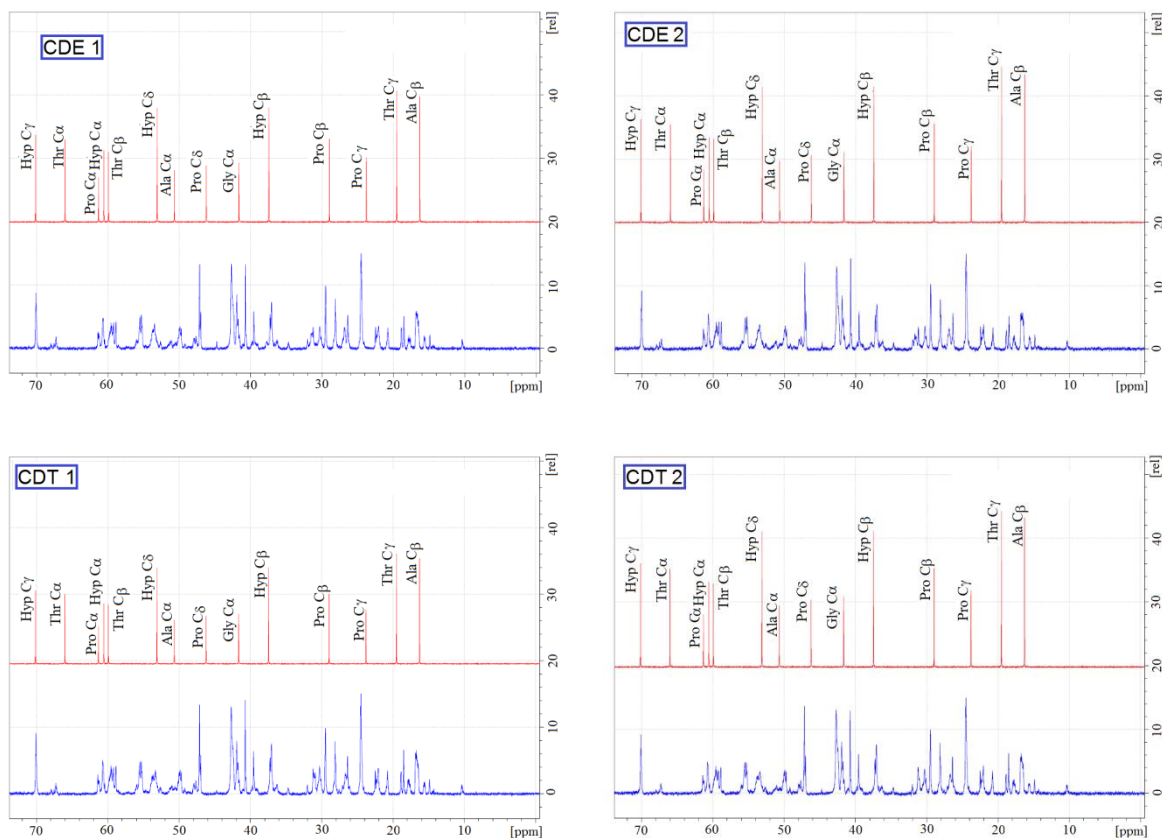 CDE 1
[rel]
Hyp Cγ
Thr Cα
Pro Cα
Hyp Cα
Thr Cβ
Hyp Cδ
Ala Cα
Pro Cδ
Gly Cα
Hyp Cβ
Pro Cβ
Pro Cγ
Thr Cγ
Ala Cβ
40
30
20
10
0
70 60 50 40 30 20 10 [ppm]
CDE 2
[rel]
Hyp Cγ
Thr Cα
Pro Cα
Hyp Cα
Thr Cβ
Hyp Cδ
Ala Cα
Pro Cδ
Gly Cα
Hyp Cβ
Pro Cβ
Pro Cγ
Thr Cγ
Ala Cβ
40
30
20
10
0
70 60 50 40 30 20 10 [ppm]
CDT 1
[rel]
Hyp Cγ
Thr Cα
Pro Cα
Hyp Cα
Thr Cβ
Hyp Cδ
Ala Cα
Pro Cδ
Gly Cα
Hyp Cβ
Pro Cβ
Pro Cγ
Thr Cγ
Ala Cβ
40
30
20
10
0
70 60 50 40 30 20 10 [ppm]
CDT 2
[rel]
Hyp Cγ
Thr Cα
Pro Cα
Hyp Cα
Thr Cβ
Hyp Cδ
Ala Cα
Pro Cδ
Gly Cα
Hyp Cβ
Pro Cβ
Pro Cγ
Thr Cγ
Ala Cβ
40
30
20
10
0
70 60 50 40 30 20 10 [ppm]